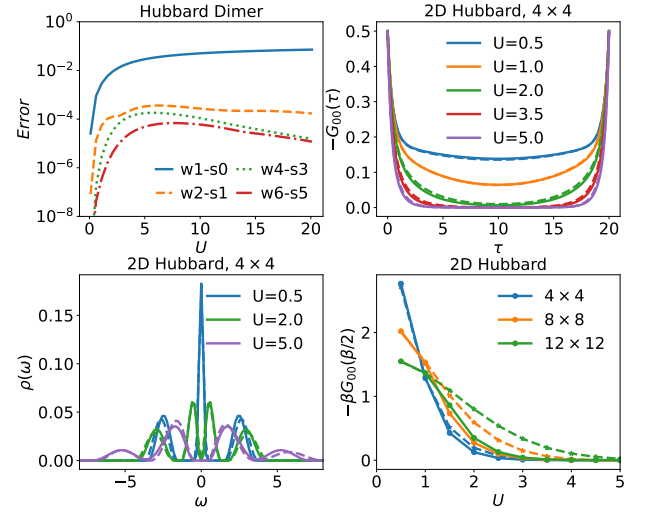 Hubbard Dimer
10^0
10^−2
10^−4
10^−6
10^−8
Error
w1-s0
w2-s1
w4-s3
w6-s5
0
5
10
15
20
U
2D Hubbard, 4 × 4
0.5
0.4
0.3
0.2
0.1
0.0
−G_00(τ)
U=0.5
U=1.0
U=2.0
U=3.5
U=5.0
0
5
10
15
20
τ
2D Hubbard, 4 × 4
0.15
0.10
0.05
0.00
ρ(ω)
U=0.5
U=2.0
U=5.0
−5
0
5
ω
2D Hubbard
2
1
0
−βG_00(β/2)
4 × 4
8 × 8
12 × 12
0
1
2
3
4
5
U